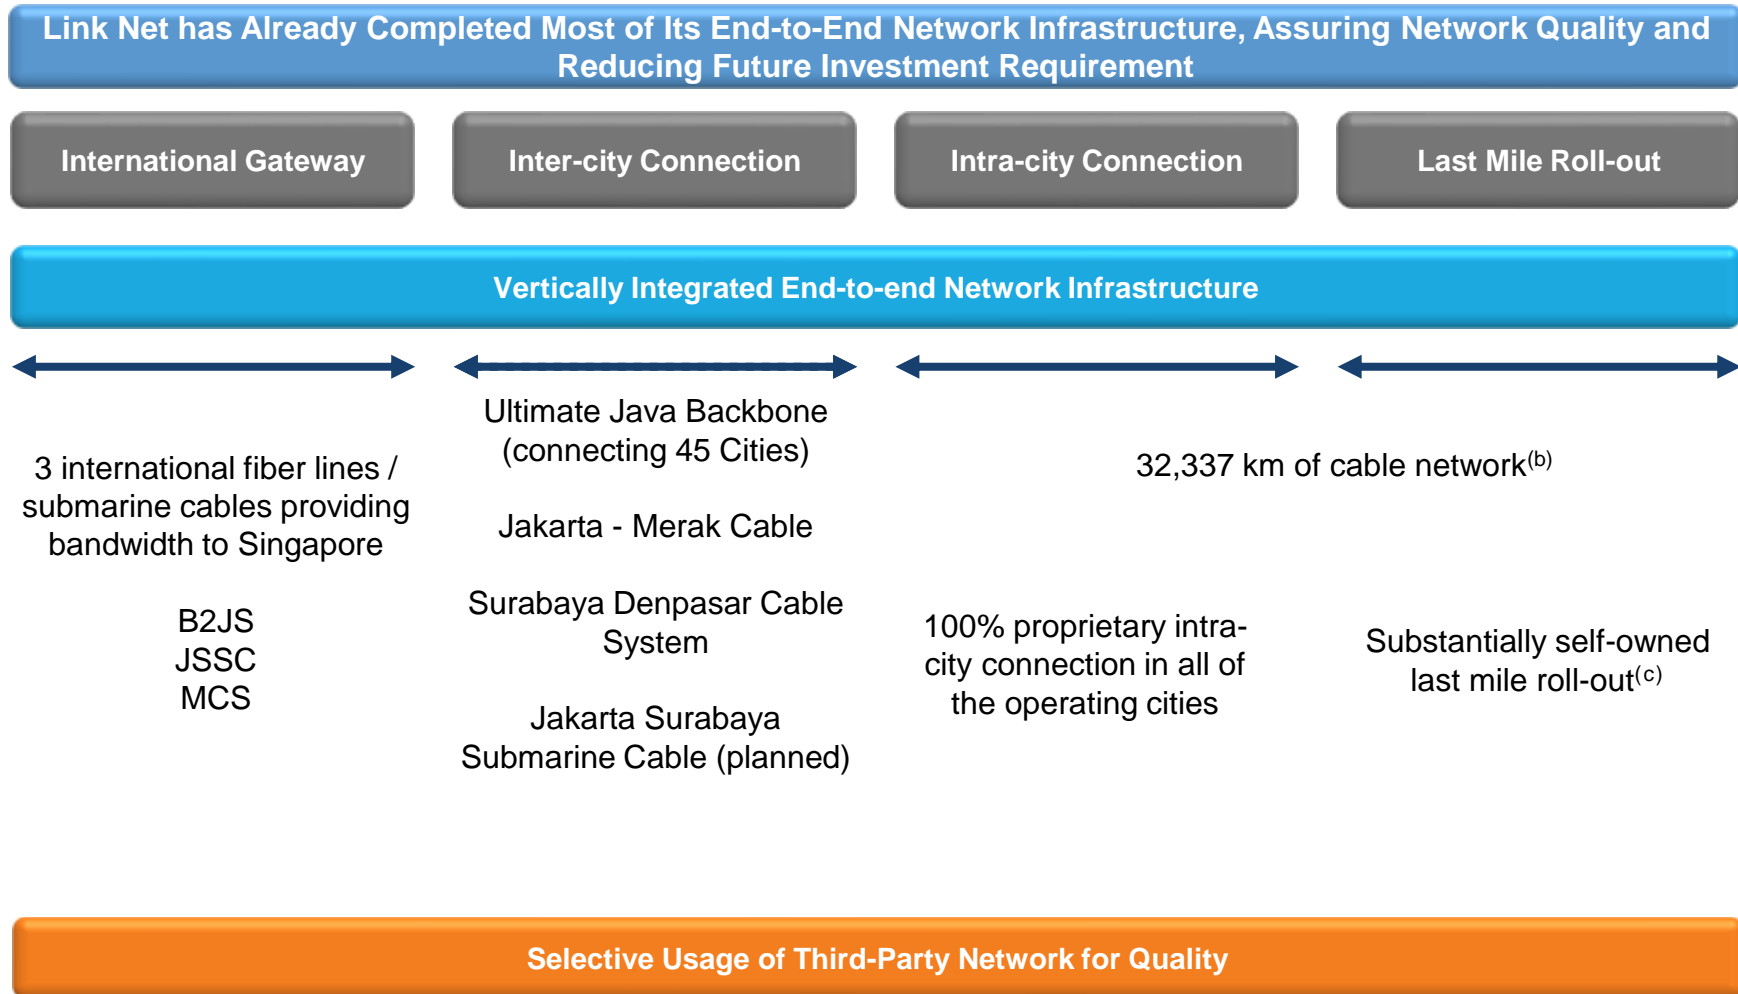 Link Net has Already Completed Most of Its End-to-End Network Infrastructure, Assuring Network Quality and
Reducing Future Investment Requirement
International Gateway
Inter-city Connection
Intra-city Connection
Last Mile Roll-out
Vertically Integrated End-to-end Network Infrastructure
3 international fiber lines /
submarine cables providing
bandwidth to Singapore
B2JS
JSSC
MCS
Ultimate Java Backbone
(connecting 45 Cities)
Jakarta - Merak Cable
Surabaya Denpasar Cable
System
Jakarta Surabaya
Submarine Cable (planned)
32,337 km of cable network(b)
100% proprietary intra-
city connection in all of
the operating cities
Substantially self-owned
last mile roll-out(c)
Selective Usage of Third-Party Network for Quality